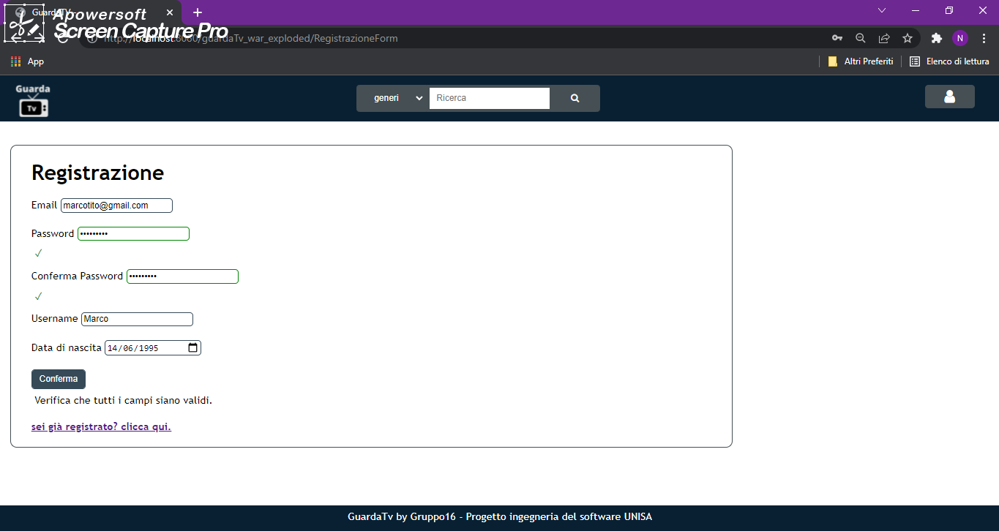 GuardaTV
Apowersoft
Screen Capture Pro
http://localhost:8080/guardaTv_war_exploded/RegistrazioneForm
N
App
Altri Preferiti
Elenco di lettura
Guarda
Tv
generi
Ricerca
Registrazione
Email marcotito@gmail.com
Password •••••••••
✓
Conferma Password •••••••••
✓
Username Marco
Data di nascita 14/06/1995
Conferma
Verifica che tutti i campi siano validi.
sei già registrato? clicca qui.
GuardaTv by Gruppo16 - Progetto ingegneria del software UNISA